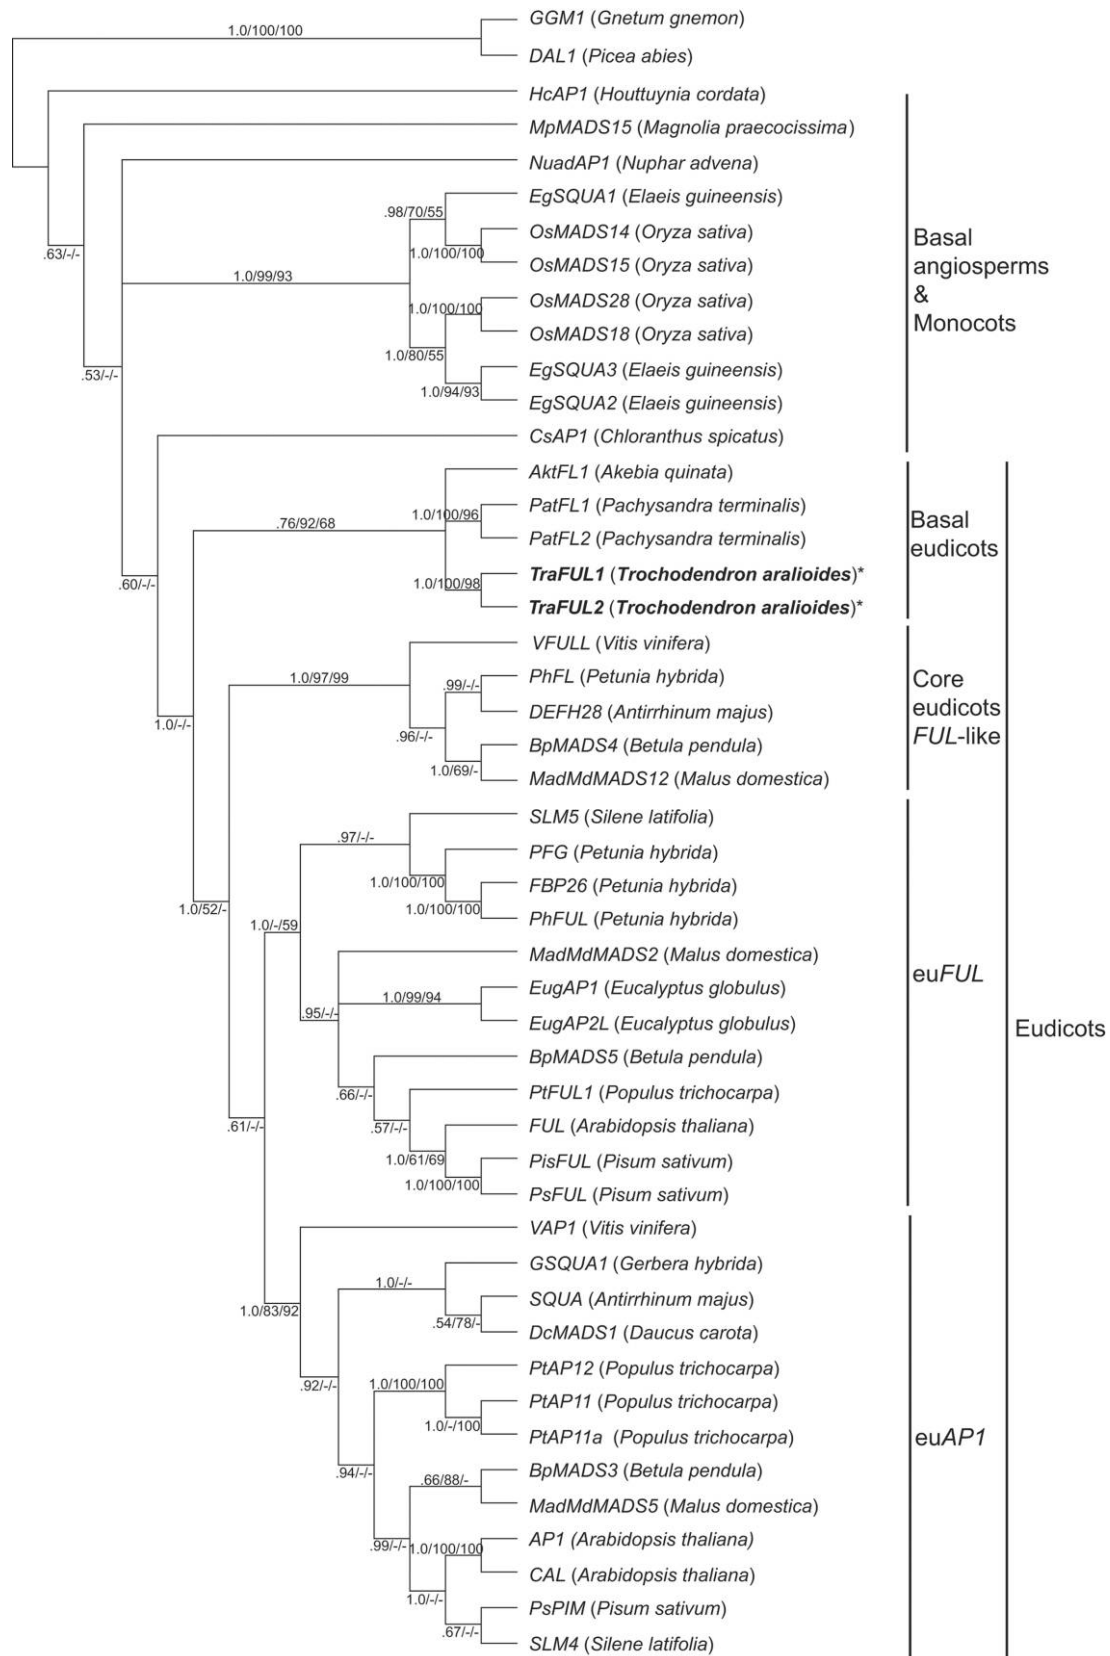 GGM1 (Gnetum gnemon)
1.0/100/100
DAL1 (Picea abies)
HcAP1 (Houttuynia cordata)
MpMADS15 (Magnolia praecocissima)
NuadAP1 (Nuphar advena)
EgSQUA1 (Elaeis guineensis)
.98/70/55
OsMADS14 (Oryza sativa)
1.0/100/100
OsMADS15 (Oryza sativa)
.63/-/-
1.0/99/93
OsMADS28 (Oryza sativa)
1.0/100/100
OsMADS18 (Oryza sativa)
1.0/80/55
EgSQUA3 (Elaeis guineensis)
.53/-/-
1.0/94/93
EgSQUA2 (Elaeis guineensis)
Basal
angiosperms
&
Monocots
CsAP1 (Chloranthus spicatus)
AktFL1 (Akebia quinata)
PatFL1 (Pachysandra terminalis)
.76/92/68
1.0/100/96
PatFL2 (Pachysandra terminalis)
TraFUL1 (Trochodendron aralioides)*
.60/-/-
1.0/100/98
TraFUL2 (Trochodendron aralioides)*
Basal
eudicots
VFULL (Vitis vinifera)
1.0/97/99
PhFL (Petunia hybrida)
.99/-/-
DEFH28 (Antirrhinum majus)
1.0/-/-
.96/-/-
BpMADS4 (Betula pendula)
1.0/69/-
MadMdMADS12 (Malus domestica)
Core
eudicots
FUL-like
SLM5 (Silene latifolia)
.97/-/-
PFG (Petunia hybrida)
1.0/100/100
FBP26 (Petunia hybrida)
1.0/52/-
1.0/100/100
PhFUL (Petunia hybrida)
1.0/-/59
MadMdMADS2 (Malus domestica)
EugAP1 (Eucalyptus globulus)
1.0/99/94
.95/-/-
EugAP2L (Eucalyptus globulus)
BpMADS5 (Betula pendula)
.66/-/-
PtFUL1 (Populus trichocarpa)
.61/-/-
.57/-/-
FUL (Arabidopsis thaliana)
1.0/61/69
PisFUL (Pisum sativum)
1.0/100/100
PsFUL (Pisum sativum)
euFUL
Eudicots
VAP1 (Vitis vinifera)
GSQUA1 (Gerbera hybrida)
1.0/-/-
SQUA (Antirrhinum majus)
1.0/83/92
.54/78/-
DcMADS1 (Daucus carota)
PtAP12 (Populus trichocarpa)
.92/-/-
1.0/100/100
PtAP11 (Populus trichocarpa)
1.0/-/100
PtAP11a (Populus trichocarpa)
.94/-/-
BpMADS3 (Betula pendula)
.66/88/-
MadMdMADS5 (Malus domestica)
AP1 (Arabidopsis thaliana)
.99/-/-
1.0/100/100
CAL (Arabidopsis thaliana)
1.0/-/-
PsPIM (Pisum sativum)
.67/-/-
SLM4 (Silene latifolia)
euAP1